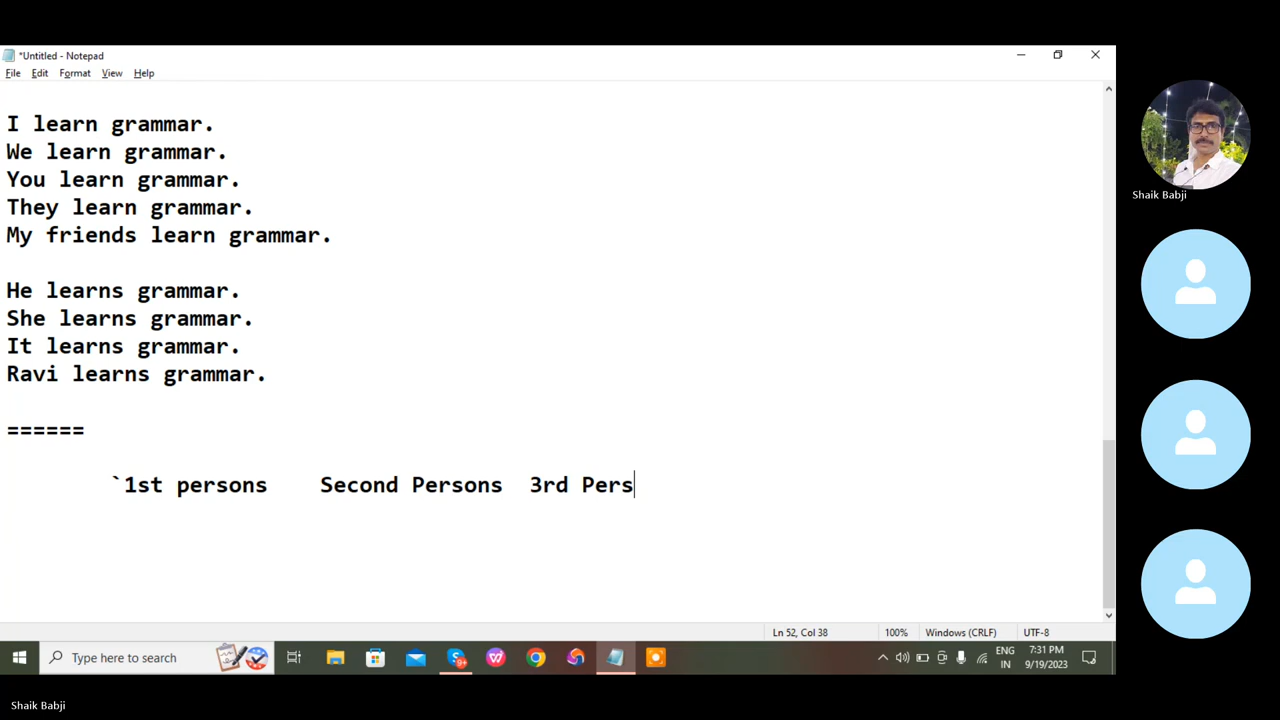 *Untitled - Notepad
File Edit Format View Help
I learn grammar.
We learn grammar.
You learn grammar.
They learn grammar.
My friends learn grammar.
He learns grammar.
She learns grammar.
It learns grammar.
Ravi learns grammar.
======
`1st persons Second Persons 3rd Pers
Ln 52, Col 38 100% Windows (CRLF) UTF-8
Type here to search
ENG
IN
7:31 PM
9/19/2023
Shaik Babji
Shaik Babji